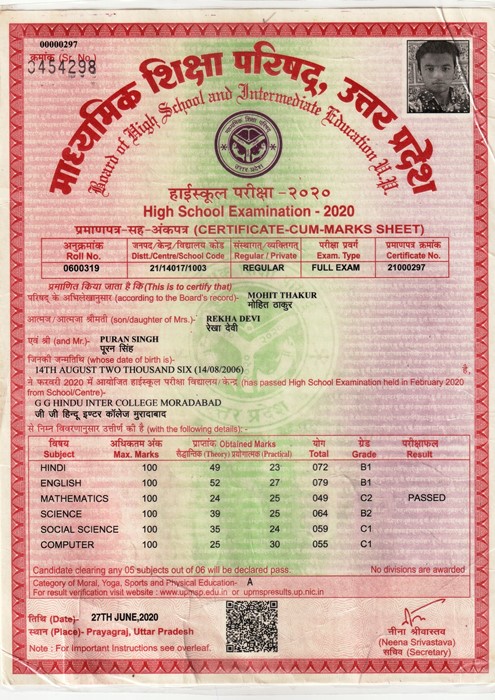 00000297
क्रमांक (Sr. No.)
0454298
माध्यमिक शिक्षा परिषद्, उत्तर प्रदेश
Board of High School and Intermediate Education U.P.
हाईस्कूल परीक्षा -२०२०
High School Examination - 2020
प्रमाणपत्र-सह-अंकपत्र (CERTIFICATE-CUM-MARKS SHEET)
अनुक्रमांक जनपद/केन्द्र/विद्यालय कोड संस्थागत/व्यक्तिगत परीक्षा प्रवर्ग प्रमाणपत्र क्रमांक
Roll No. Distt./Centre/School Code Regular / Private Exam. Type Certificate No.
0600319 21/14017/1003 REGULAR FULL EXAM 21000297
प्रमाणित किया जाता है कि (This is to certify that)
परिषद् के अभिलेखानुसार (according to the Board's record)- MOHIT THAKUR
मोहित ठाकुर
आत्मज / आत्मजा श्रीमती (son/daughter of Mrs.)- REKHA DEVI
रेखा देवी
एवं श्री (and Mr.)- PURAN SINGH
पूरन सिंह
जिनकी जन्मतिथि (whose date of birth is)-
14TH AUGUST TWO THOUSAND SIX (14/08/2006) है,
ने फरवरी 2020 में आयोजित हाईस्कूल परीक्षा विद्यालय/केन्द्र (has passed High School Examination held in February 2020
from School/Centre)-
G G HINDU INTER COLLEGE MORADABAD
जी जी हिन्दू इण्टर कॉलेज मुरादाबाद
से निम्न विवरणानुसार उत्तीर्ण की है (with the following details): -
विषय अधिकतम अंक प्राप्तांक Obtained Marks योग ग्रेड परीक्षाफल
Subject Max. Marks सैद्धान्तिक (Theory) प्रयोगात्मक (Practical) Total Grade Result
HINDI 100 49 23 072 B1
ENGLISH 100 52 27 079 B1
MATHEMATICS 100 24 25 049 C2 PASSED
SCIENCE 100 39 25 064 B2
SOCIAL SCIENCE 100 35 24 059 C1
COMPUTER 100 25 30 055 C1
Candidate clearing any 05 subjects out of 06 will be declared pass. No divisions are awarded
Category of Moral, Yoga, Sports and Physical Education- A
For result verification visit website : www.upmsp.edu.in or upmspresults.up.nic.in
तिथि (Date)- 27TH JUNE,2020
स्थान (Place)- Prayagraj, Uttar Pradesh
Note : For Important Instructions see overleaf.
नीना श्रीवास्तव
(Neena Srivastava)
सचिव (Secretary)